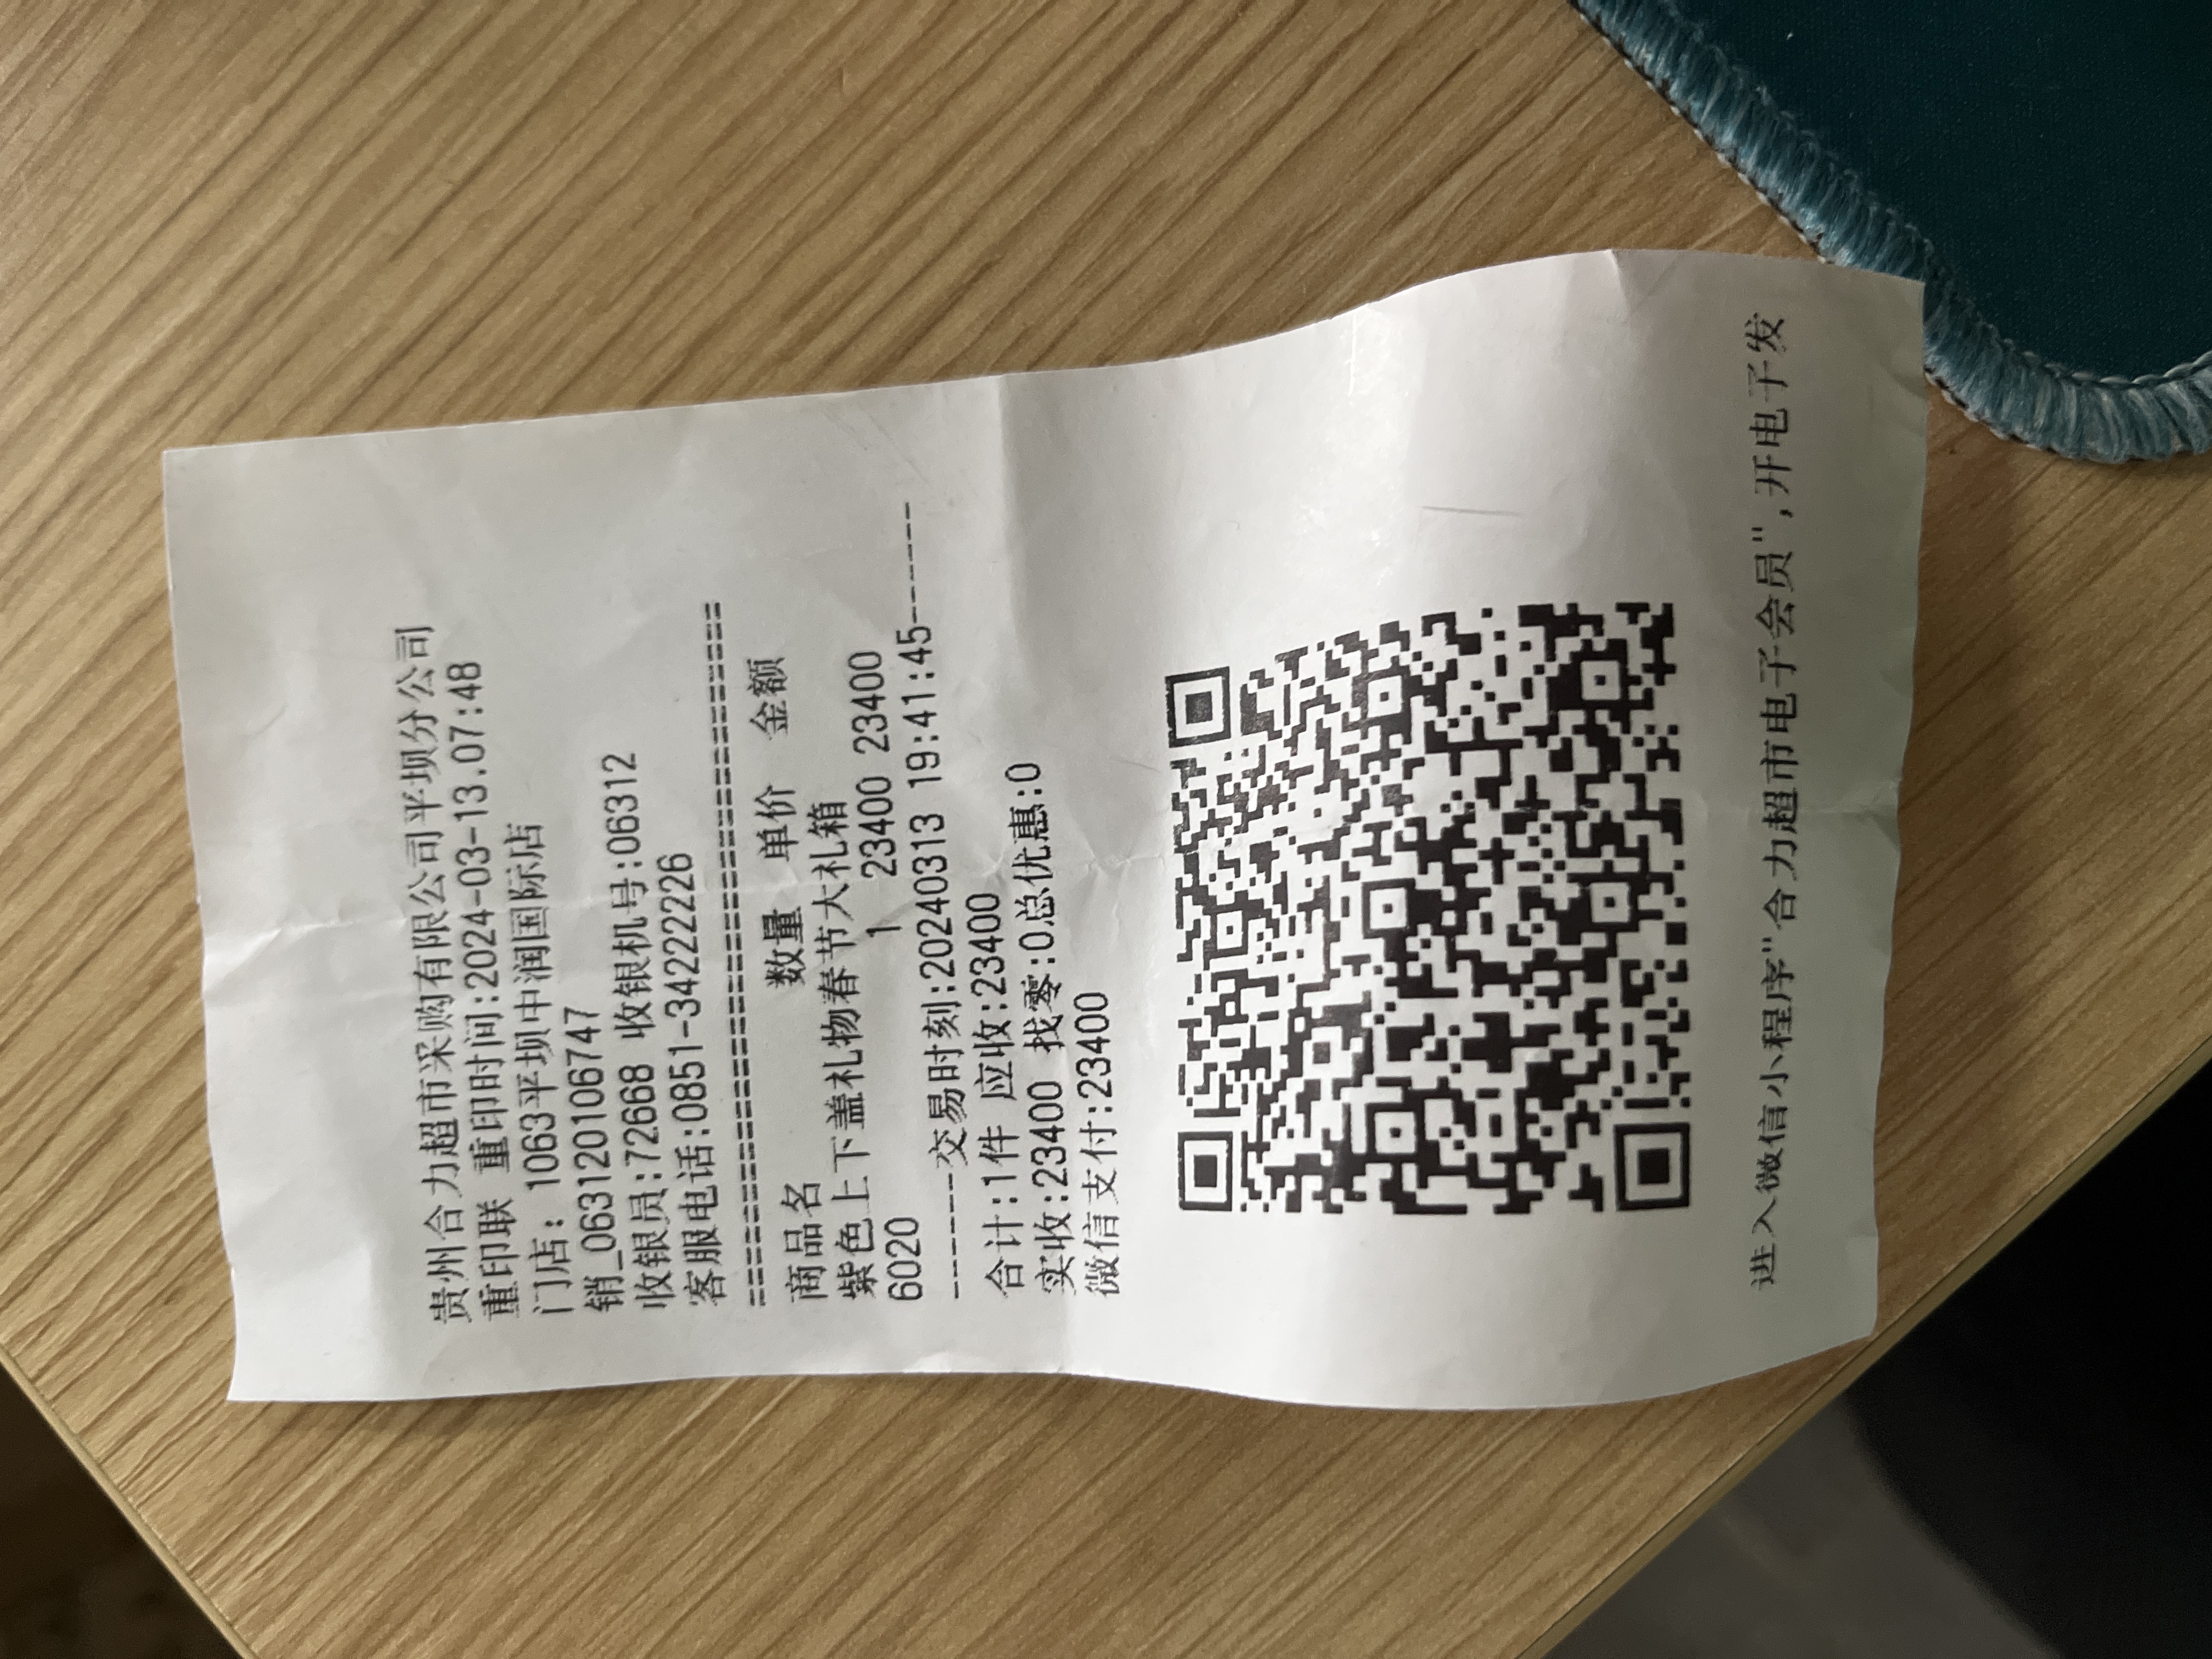 贵州合力超市采购有限公司平坝分公司
重印联 重印时间:2024-03-13.07:48
门店: 1063平坝中润国际店
销_063120106747
收银员:72668 收银机号:06312
客服电话:0851-34222226
==========================================
商品名 数量 单价 金额
紫色上下盖礼物春节大礼箱
6020 1 23400 23400
-------交易时刻:20240313 19:41:45-------
合计:1件 应收:23400
实收:23400 找零:0总优惠:0
微信支付:23400
进入微信小程序"合力超市电子会员",开电子发